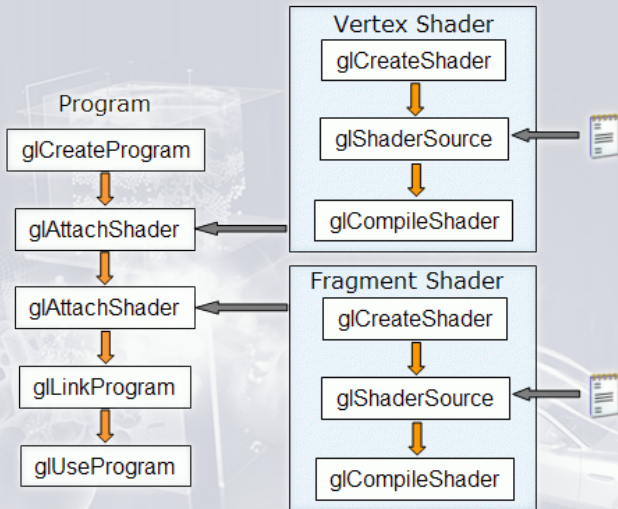 Program
glCreateProgram
glAttachShader
glAttachShader
glLinkProgram
glUseProgram
Vertex Shader
glCreateShader
glShaderSource
glCompileShader
Fragment Shader
glCreateShader
glShaderSource
glCompileShader